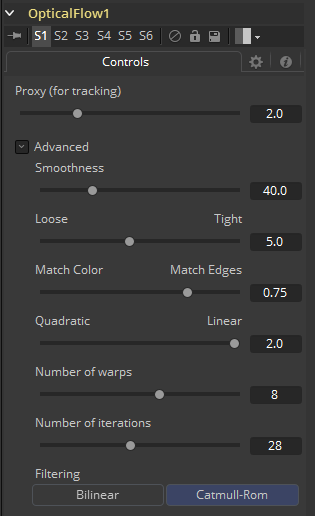 OpticalFlow1
S1 S2 S3 S4 S5 S6
Controls
Proxy (for tracking)
2.0
Advanced
Smoothness
40.0
Loose Tight
5.0
Match Color Match Edges
0.75
Quadratic Linear
2.0
Number of warps
8
Number of iterations
28
Filtering
Bilinear Catmull-Rom